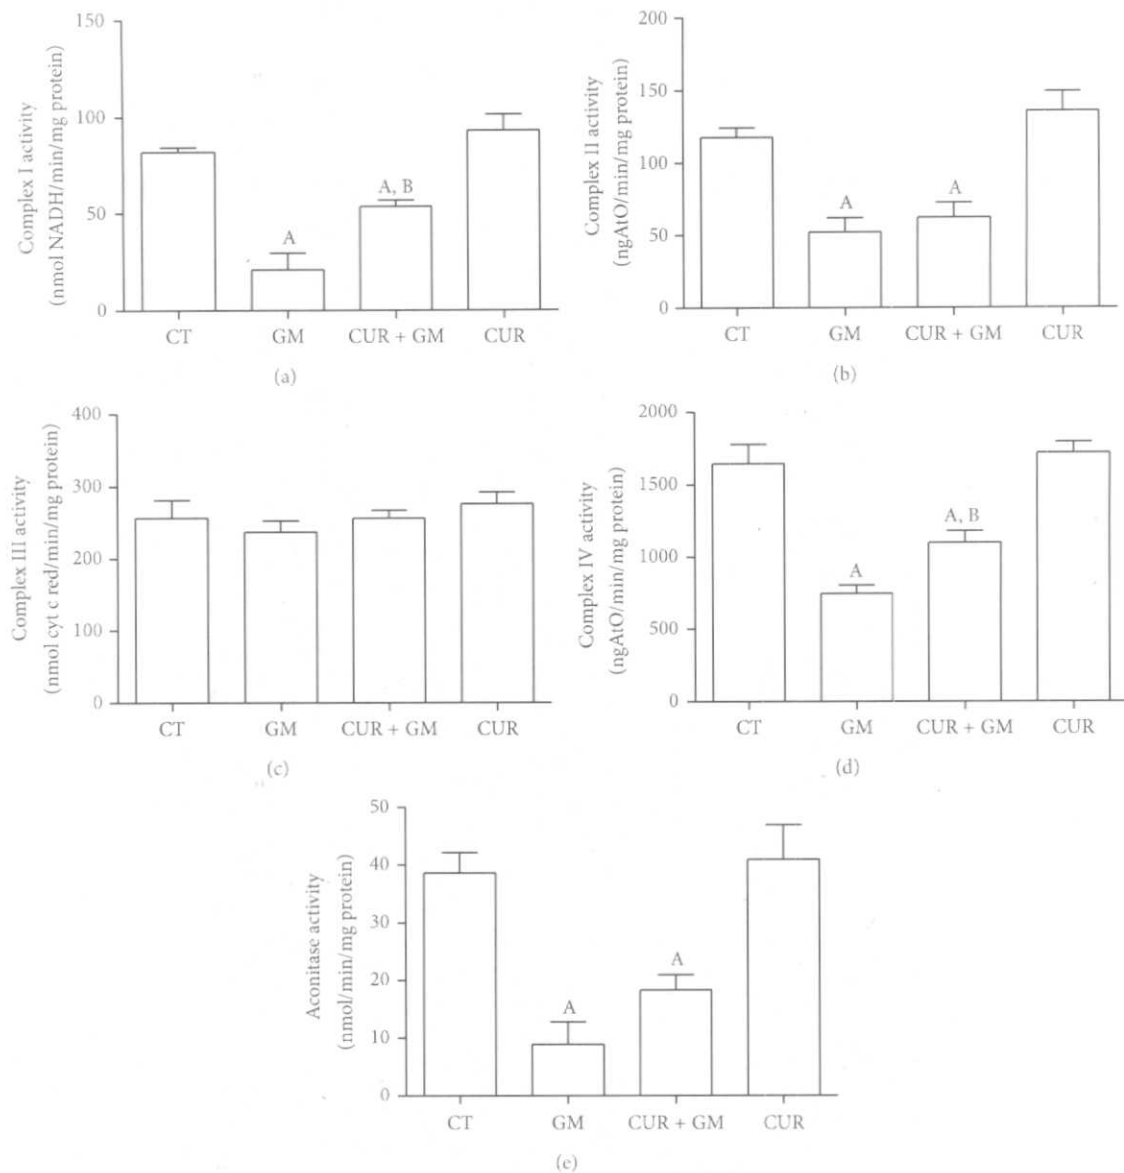 Complex I activity
(nmol NADH/min/mg protein)
150
100
50
0
A
A, B
CT
GM
CUR + GM
CUR
(a)
Complex II activity
(ngAtO/min/mg protein)
200
150
100
50
0
A
A
CT
GM
CUR + GM
CUR
(b)
Complex III activity
(nmol cyt c red/min/mg protein)
400
300
200
100
0
CT
GM
CUR + GM
CUR
(c)
Complex IV activity
(ngAtO/min/mg protein)
2000
1500
1000
500
0
A
A, B
CT
GM
CUR + GM
CUR
(d)
Aconitase activity
(nmol/min/mg protein)
50
40
30
20
10
0
A
A
CT
GM
CUR + GM
CUR
(e)